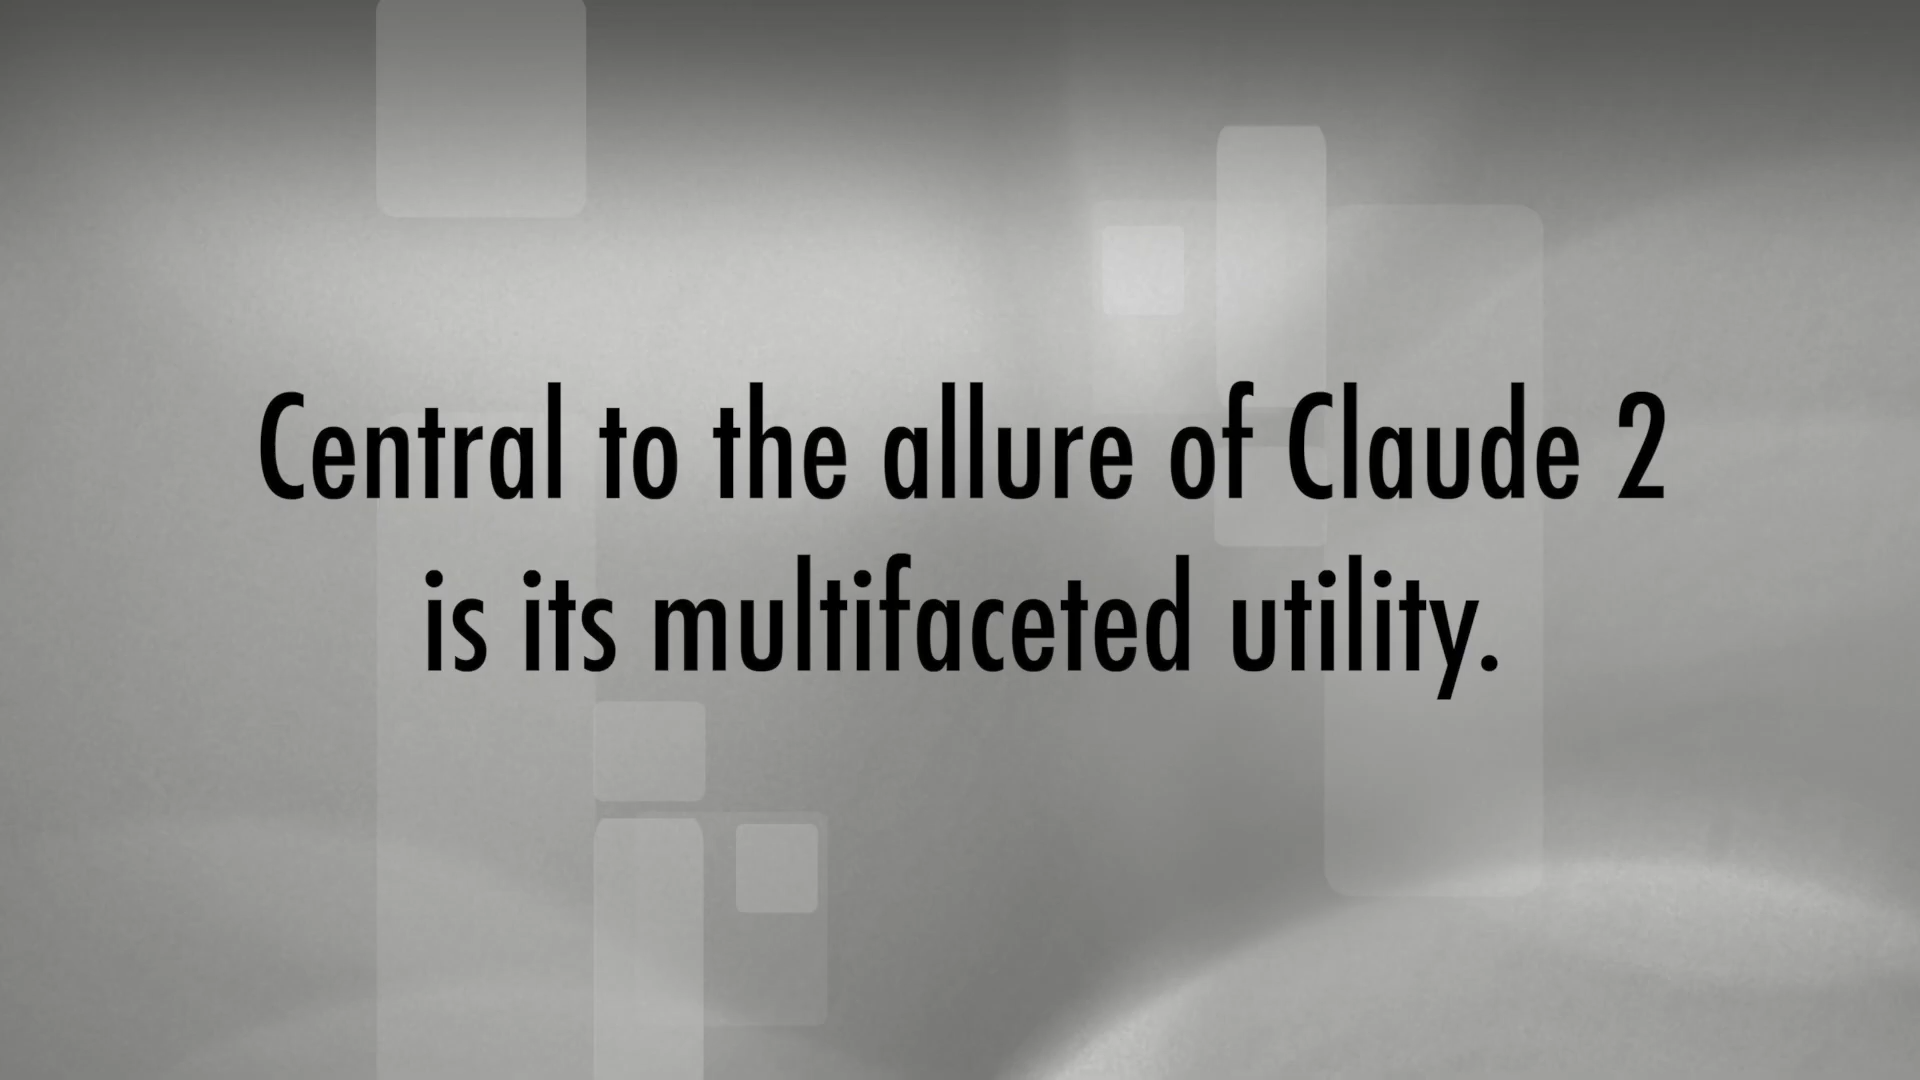 Central to the allure of Claude 2
is its multifaceted utility.